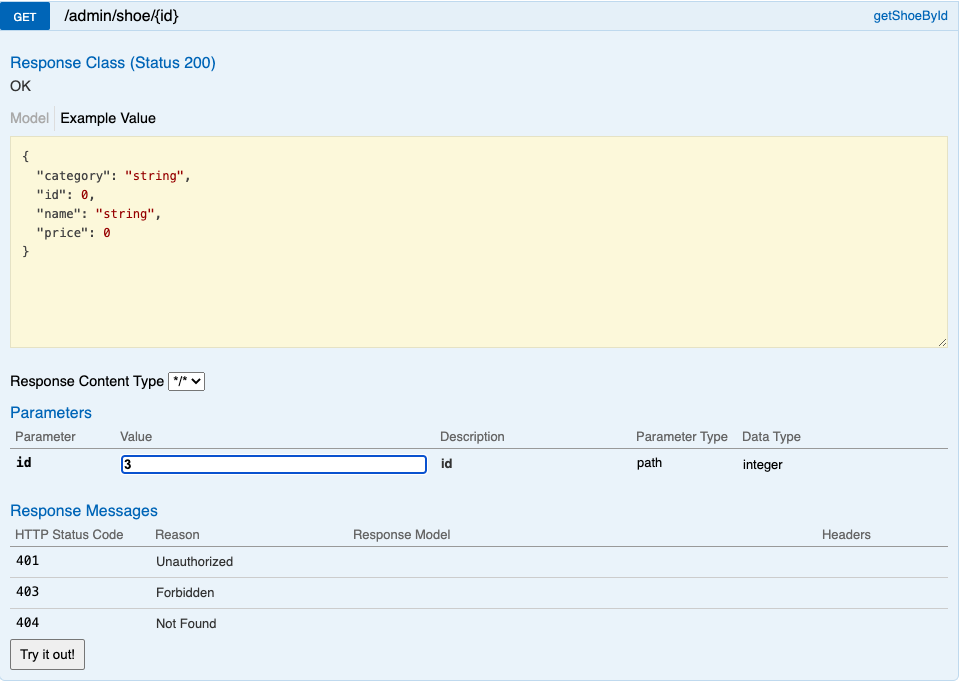 GET /admin/shoe/{id} getShoeById
Response Class (Status 200)
OK
Model Example Value
{
  "category": "string",
  "id": 0,
  "name": "string",
  "price": 0
}
Response Content Type */*
Parameters
Parameter Value Description Parameter Type Data Type
id 3 id path integer
Response Messages
HTTP Status Code Reason Response Model Headers
401 Unauthorized
403 Forbidden
404 Not Found
Try it out!